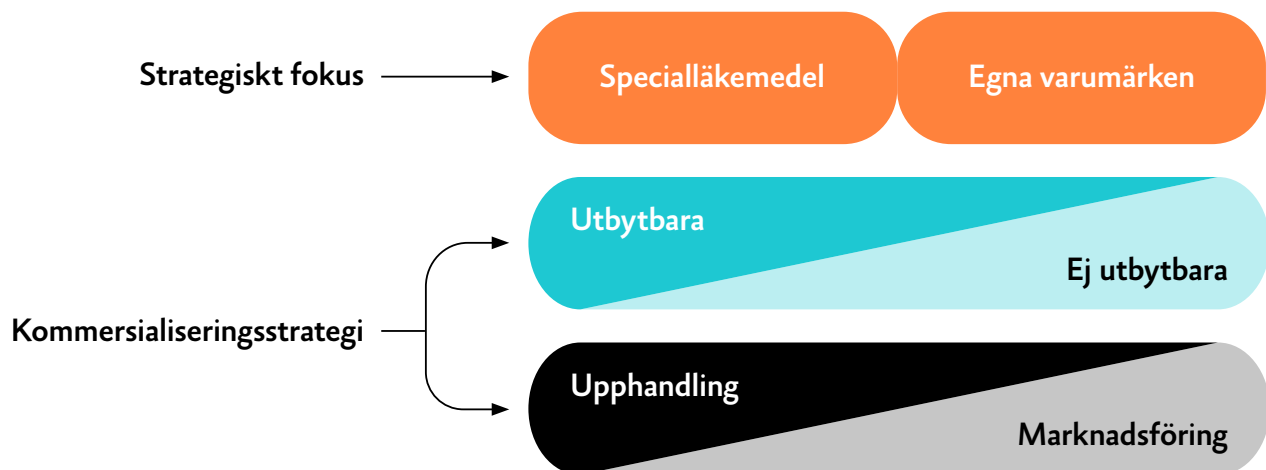 Strategiskt fokus
Specialläkemedel
Egna varumärken
Utbytbara
Ej utbytbara
Kommersialiseringsstrategi
Upphandling
Marknadsföring